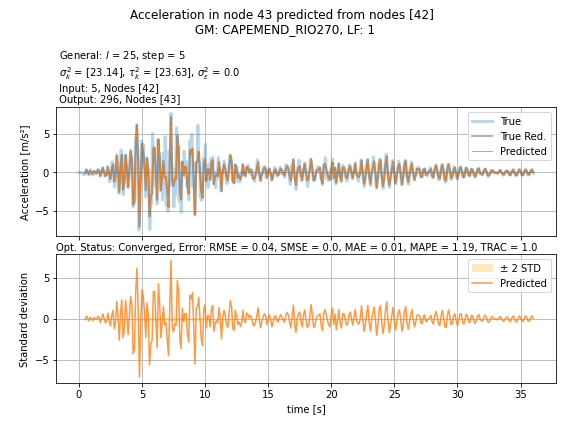 Acceleration in node 43 predicted from nodes [42]
GM: CAPEMEND_RIO270, LF: 1
General: l = 25, step = 5
σ²ₖ = [23.14], τ²ₖ = [23.63], σ²ε = 0.0
Input: 5, Nodes [42]
Output: 296, Nodes [43]
Acceleration [m/s²]
5
0
−5
True
True Red.
Predicted
Opt. Status: Converged, Error: RMSE = 0.04, SMSE = 0.0, MAE = 0.01, MAPE = 1.19, TRAC = 1.0
Standard deviation
5
0
−5
± 2 STD
Predicted
0 5 10 15 20 25 30 35
time [s]